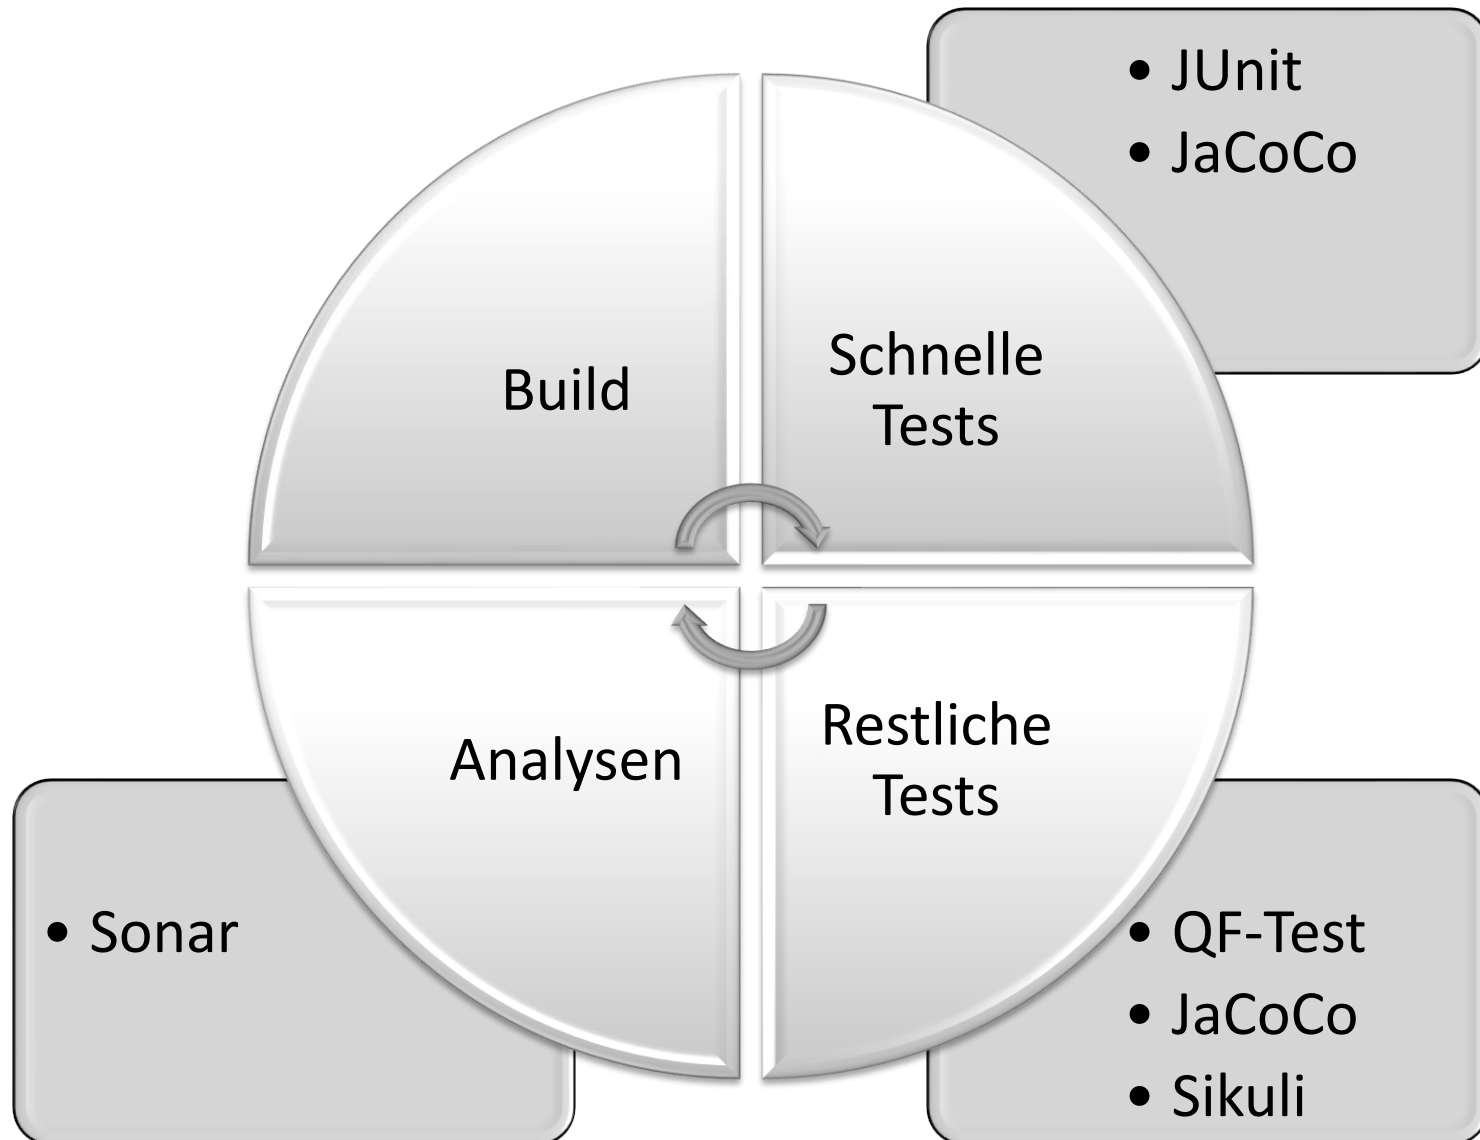 • JUnit
• JaCoCo
Build
Schnelle
Tests
Analysen
Restliche
Tests
• Sonar
• QF-Test
• JaCoCo
• Sikuli